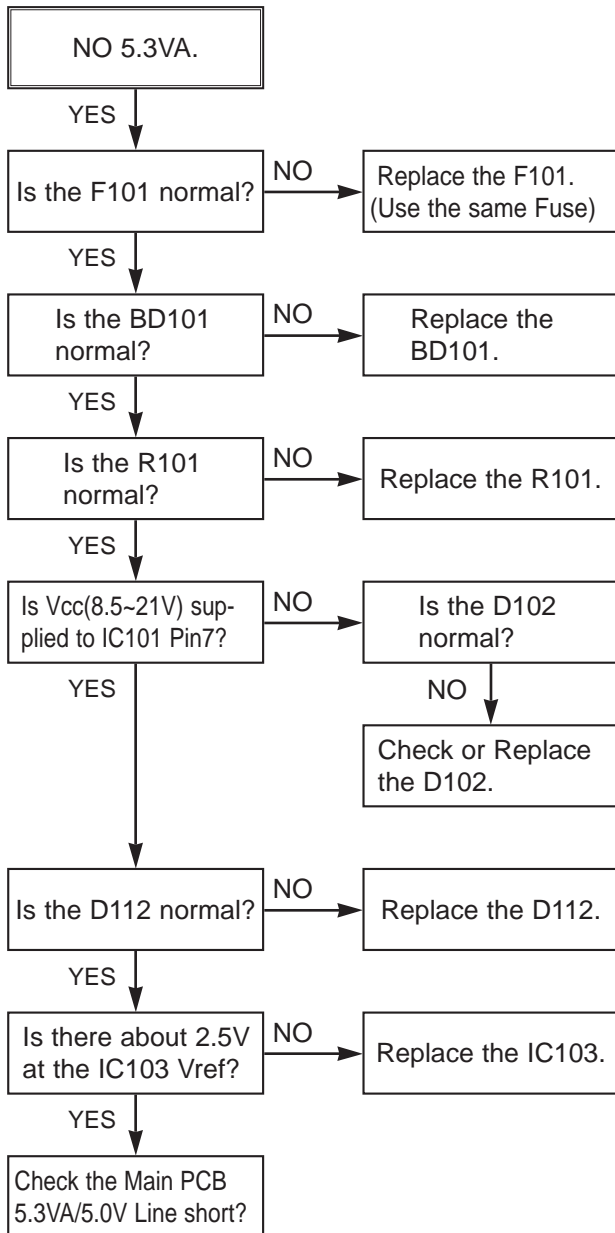 NO 5.3VA.
YES
Is the F101 normal?
NO
Replace the F101.
(Use the same Fuse)
YES
Is the BD101
normal?
NO
Replace the
BD101.
YES
Is the R101
normal?
NO
Replace the R101.
YES
Is Vcc(8.5~21V) sup-
plied to IC101 Pin7?
NO
Is the D102
normal?
NO
Check or Replace
the D102.
YES
Is the D112 normal?
NO
Replace the D112.
YES
Is there about 2.5V
at the IC103 Vref?
NO
Replace the IC103.
YES
Check the Main PCB
5.3VA/5.0V Line short?